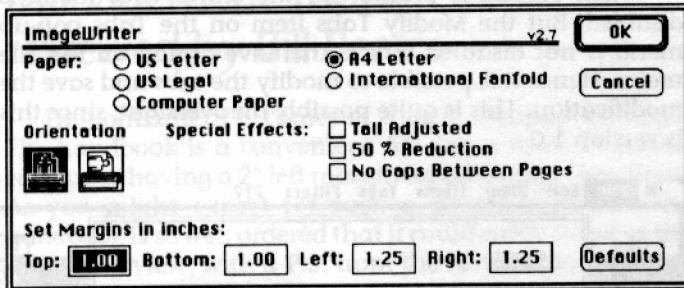 ImageWriter v2.7 OK
Paper: US Letter A4 Letter
US Legal International Fanfold Cancel
Computer Paper
Orientation Special Effects: Tall Adjusted
50 % Reduction
No Gaps Between Pages
Set Margins in inches:
Top: 1.00 Bottom: 1.00 Left: 1.25 Right: 1.25 Defaults